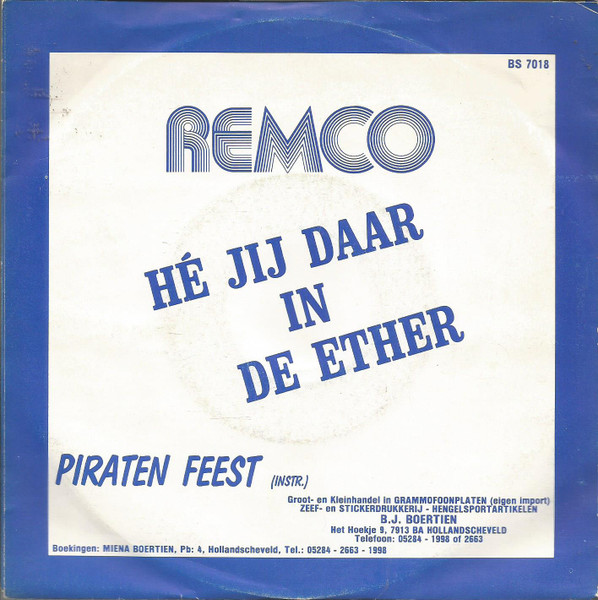 BS 7018
REMCO
HÉ JIJ DAAR
IN
DE ETHER
PIRATEN FEEST (INSTR.)
Groot- en Kleinhandel in GRAMMOFOONPLATEN (eigen import)
ZEEF- en STICKERDRUKKERIJ - HENGELSPORTARTIKELEN
B.J. BOERTIEN
Het Hoekje 9, 7913 BA HOLLANDSCHEVELD
Telefoon: 05284 - 1998 of 2663
Boekingen: MIENA BOERTIEN, Pb: 4, Hollandscheveld, Tel.: 05284 - 2663 - 1998